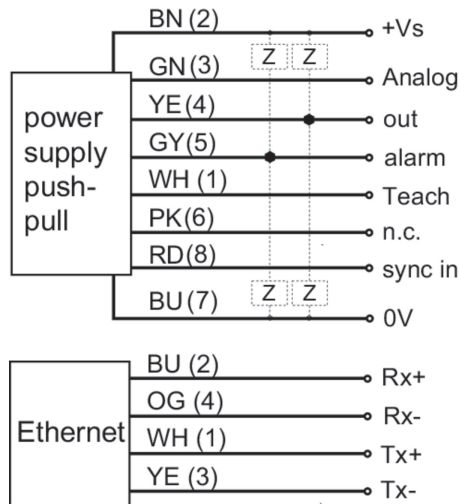 BN (2) +Vs
Z Z
GN (3) Analog
YE (4) out
GY(5) alarm
WH (1) Teach
PK(6) n.c.
RD(8) sync in
Z Z
BU(7) 0V
power
supply
push-
pull
BU (2) Rx+
OG (4) Rx-
WH (1) Tx+
YE (3) Tx-
Ethernet